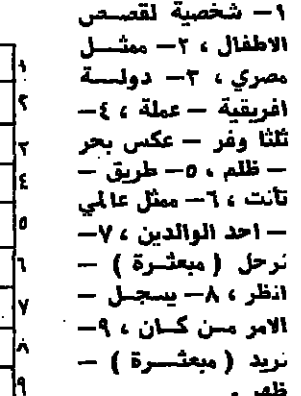 ١– شخصية لقصص
الاطفال ، ٢– ممثل
مصري ، ٣– دولة
افريقية – عملة ، ٤–
ثلثا وفر – عكس بحر
– ظلم ، ٥– طريق –
تأنت ، ٦– ممثل عالمي
– احد الوالدين ، ٧–
نرحل ( مبعثرة ) –
انظر ، ٨– يسجل –
الامر من كان ، ٩–
نريد ( مبعثرة ) –
ظهر .
١
٢
٣
٤
٥
٦
٧
٨
٩